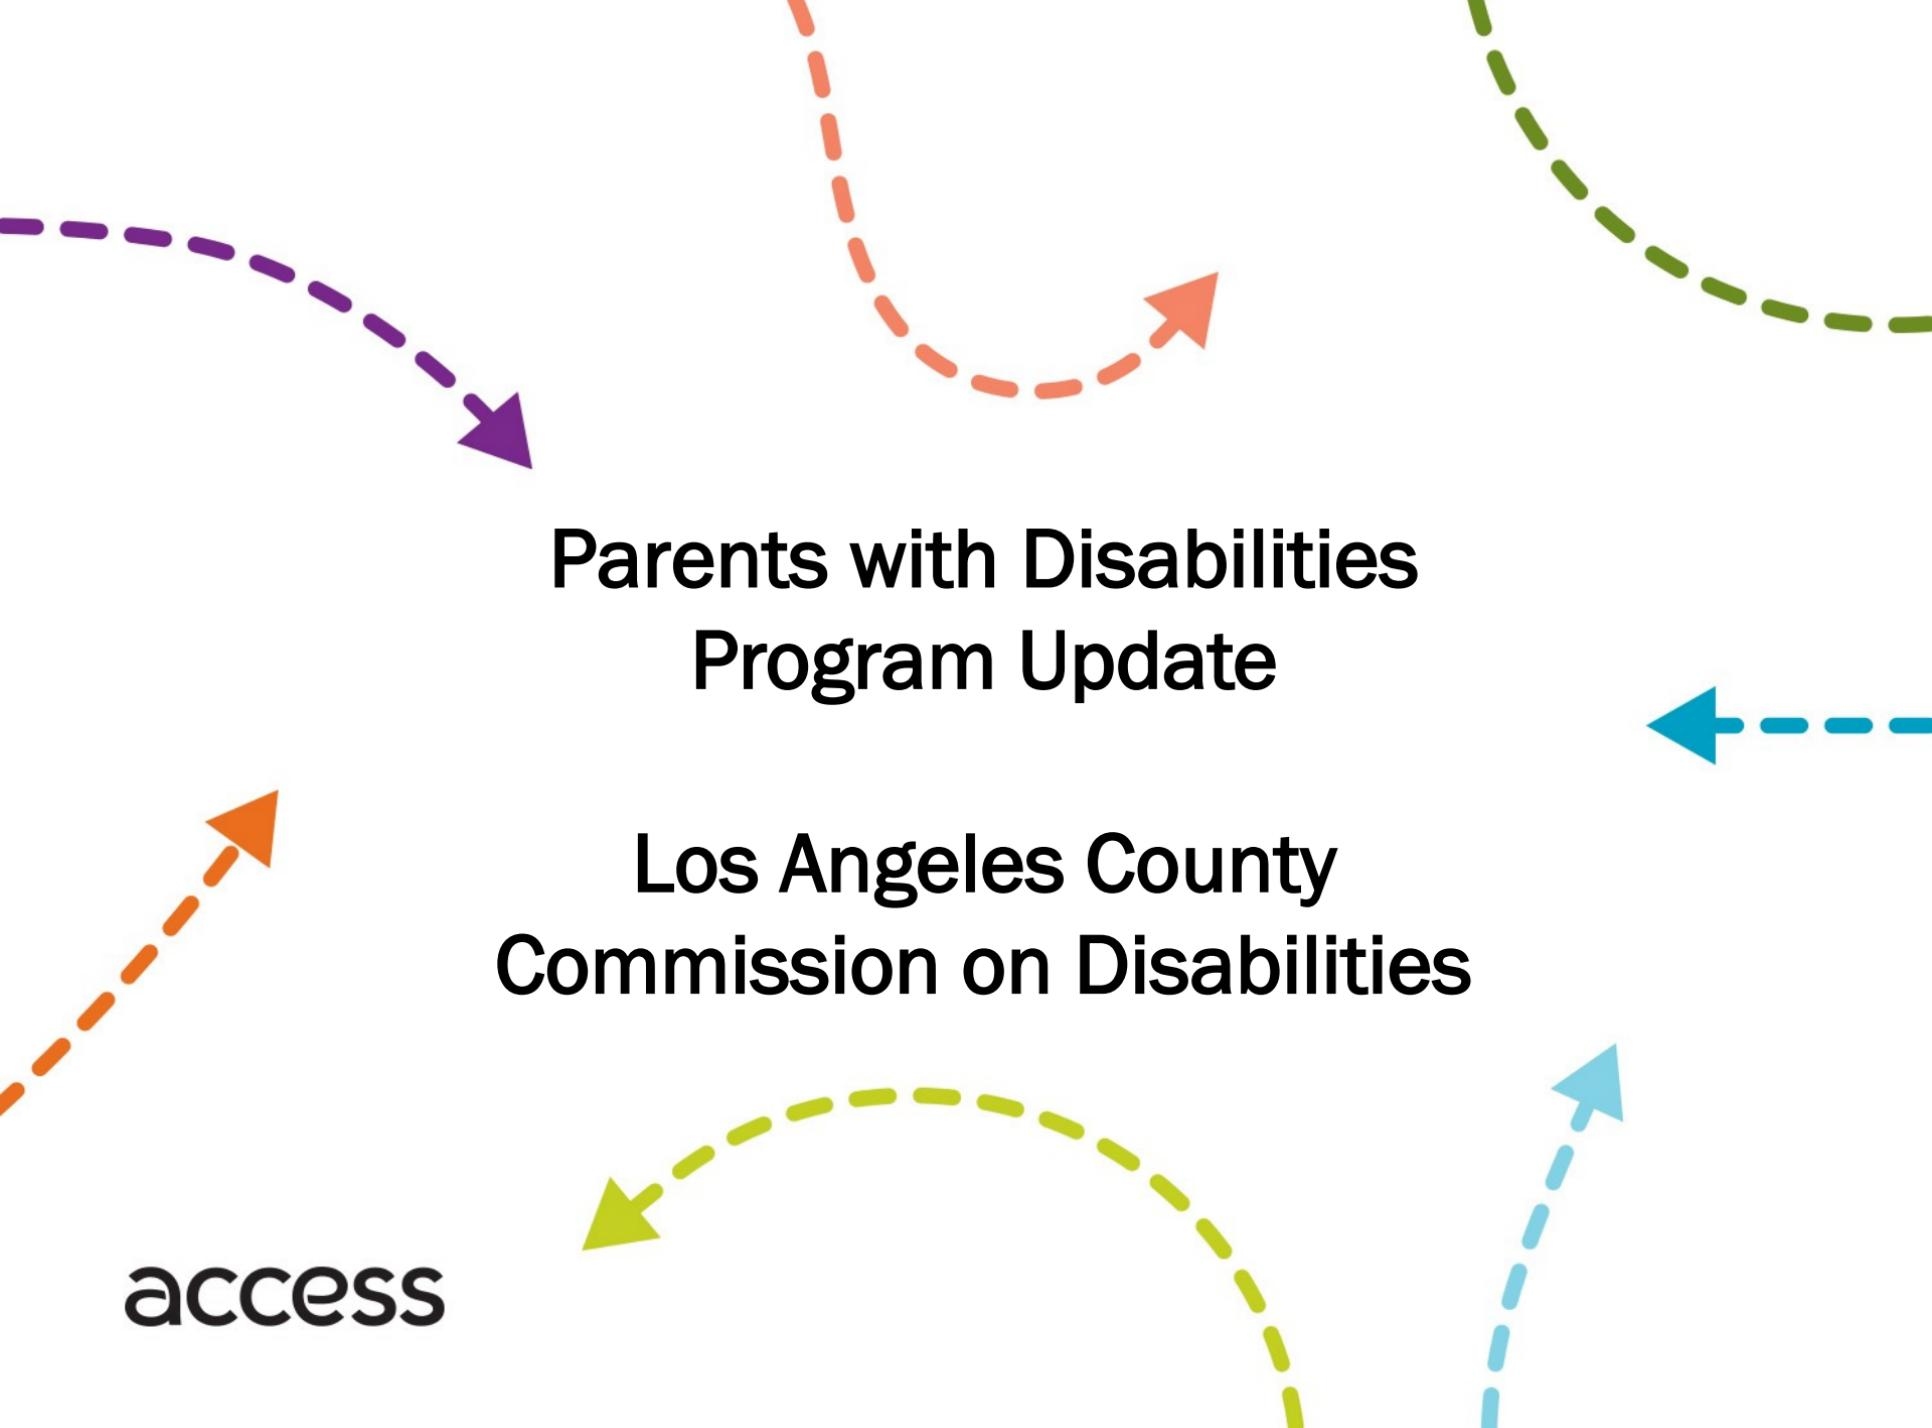 Parents with Disabilities
Program Update
Los Angeles County
Commission on Disabilities
access